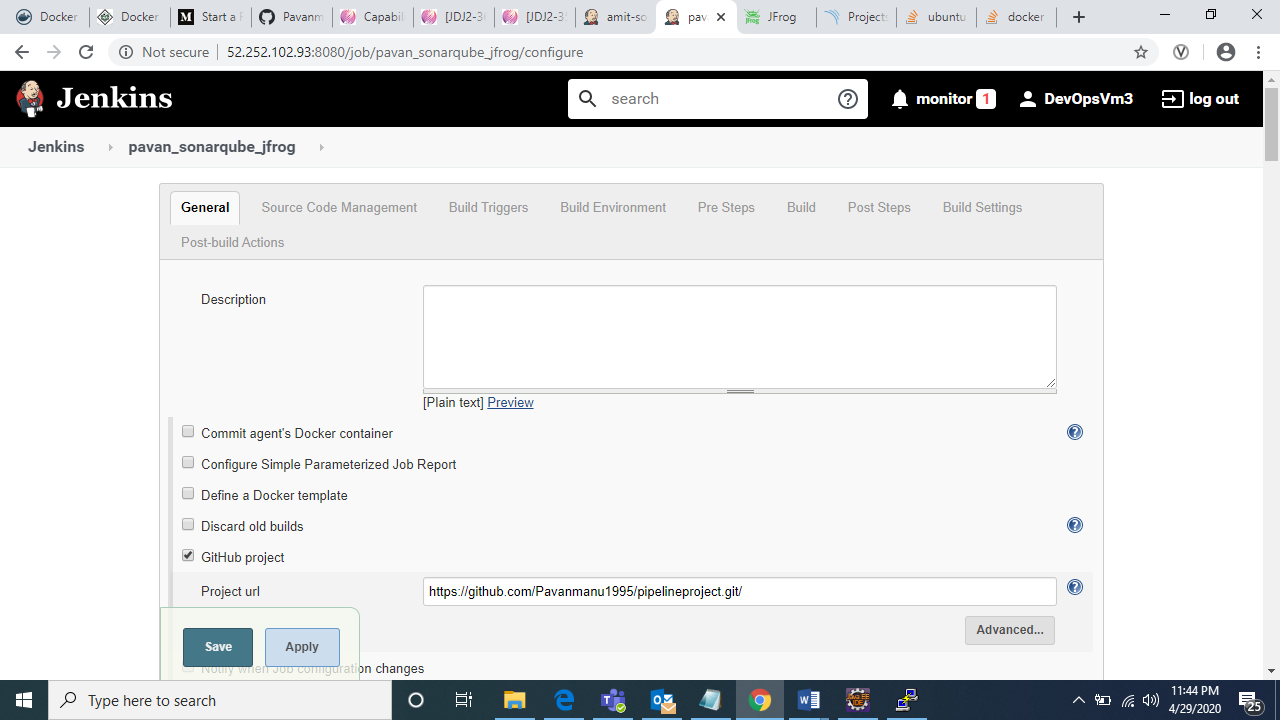 Docker
Docker
Start a F
Pavanm
Capabil
[JDJ2-3
[JDJ2-3
amit-so
pav
JFrog
Projects
ubuntu
docker
Not secure
52.252.102.93:8080/job/pavan_sonarqube_jfrog/configure
Jenkins
search
monitor 1
DevOpsVm3
log out
Jenkins
pavan_sonarqube_jfrog
General
Source Code Management
Build Triggers
Build Environment
Pre Steps
Build
Post Steps
Build Settings
Post-build Actions
Description
[Plain text] Preview
Commit agent's Docker container
Configure Simple Parameterized Job Report
Define a Docker template
Discard old builds
GitHub project
Project url
https://github.com/Pavanmanu1995/pipelineproject.git/
Advanced...
Save
Apply
Notify when Job configuration changes
Type here to search
11:44 PM
4/29/2020
25